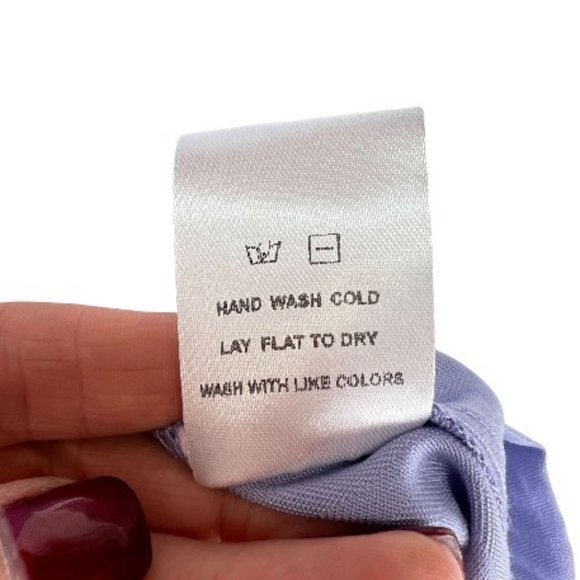 HAND WASH COLD
LAY FLAT TO DRY
WASH WITH LIKE COLORS